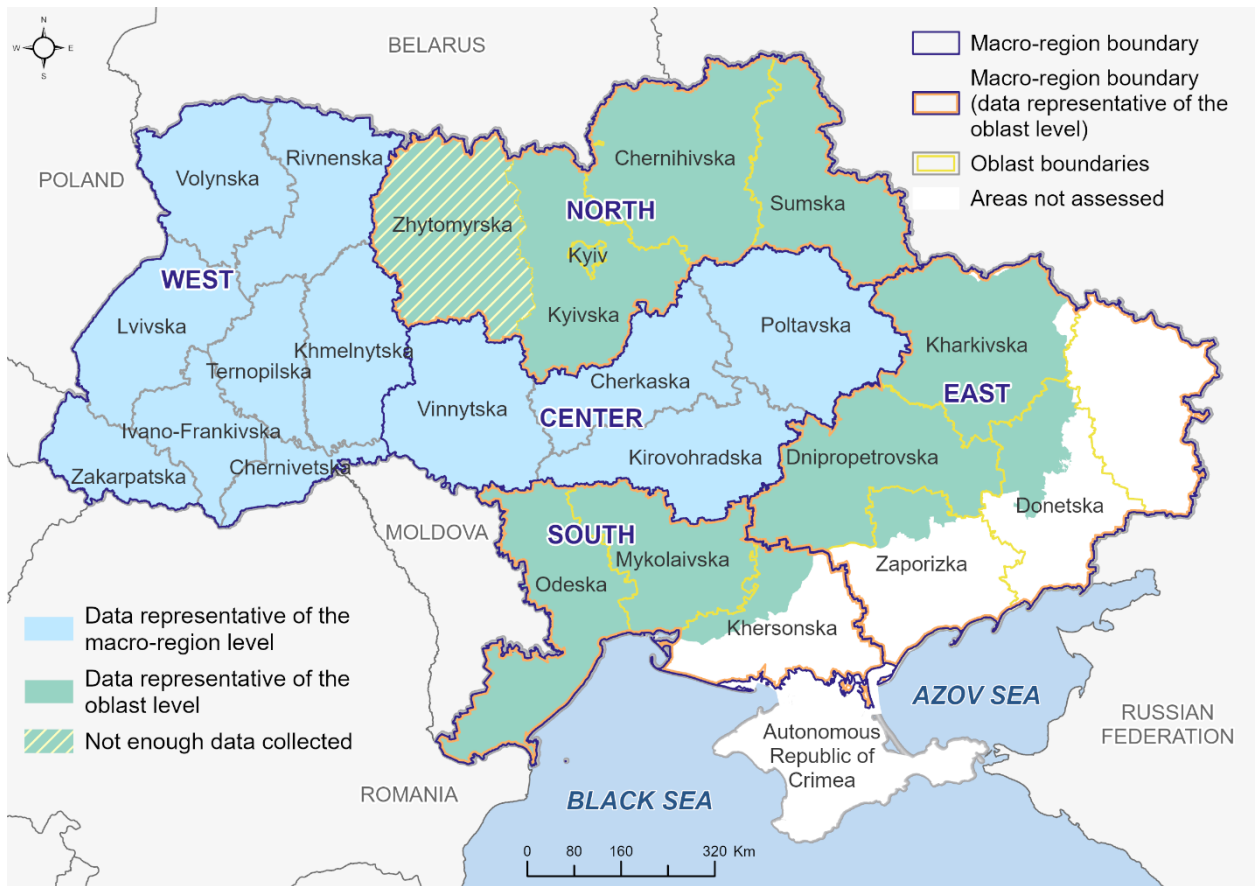 N
W E
S
BELARUS
POLAND
MOLDOVA
ROMANIA
RUSSIAN
FEDERATION
BLACK SEA
AZOV SEA
Macro-region boundary
Macro-region boundary
(data representative of the
oblast level)
Oblast boundaries
Areas not assessed
WEST
Volynska
Rivnenska
Lvivska
Ternopilska
Khmelnytska
Ivano-Frankivska
Zakarpatska
Chernivetska
NORTH
Zhytomyrska
Chernihivska
Sumska
Kyiv
Kyivska
CENTER
Poltavska
Cherkaska
Vinnytska
Kirovohradska
EAST
Kharkivska
Dnipropetrovska
Donetska
Zaporizka
SOUTH
Odeska
Mykolaivska
Khersonska
Autonomous
Republic of
Crimea
Data representative of the
macro-region level
Data representative of the
oblast level
Not enough data collected
0 80 160 320 Km